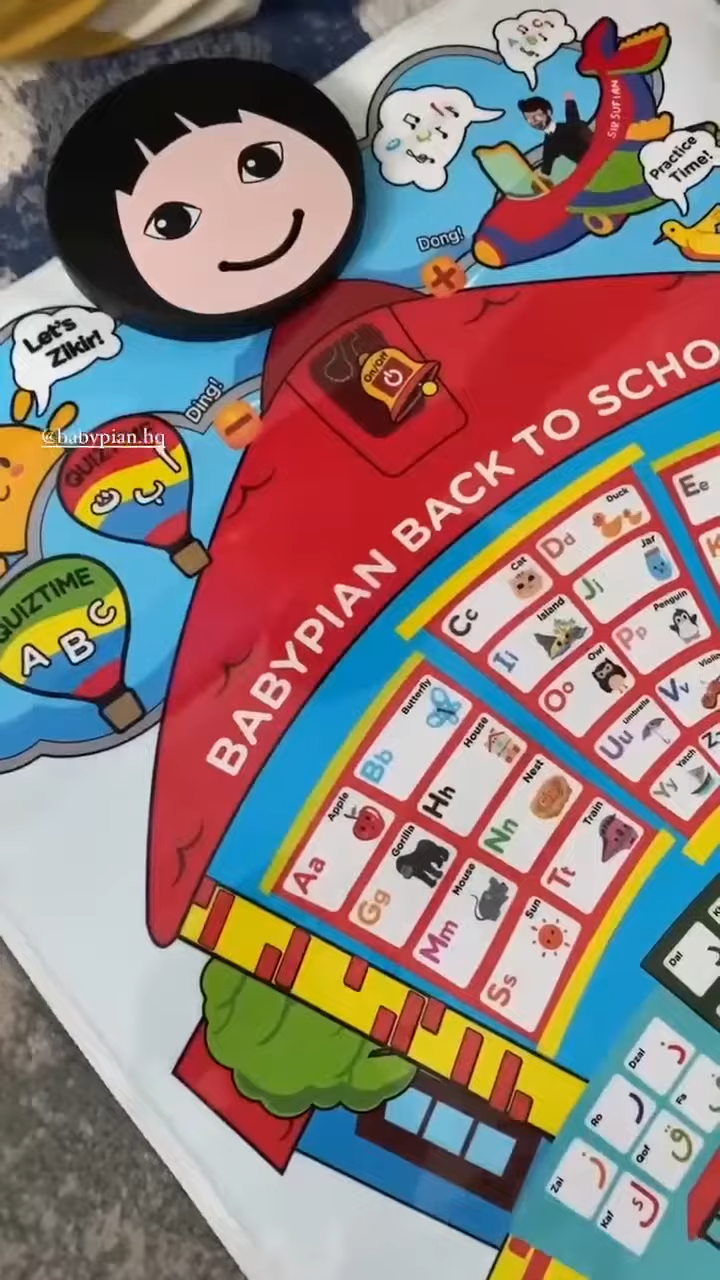 A B C
SIR SUFIAN
Practice
Time!
Dong!
+
Let's
Zikir!
Ding!
-
On/Off
@babypian.hq
QUIZTIME
ا ب ت
QUIZTIME
A B C
BABYPIAN BACK TO SCHO
Cc Cat
Dd Duck
Ee
Ii Island
Jj Jar
Oo Owl
Pp Penguin
Uu Umbrella
Vv Violin
Yy Yatch
Aa Apple
Bb Butterfly
Gg Gorilla
Hh House
Mm Mouse
Nn Nest
Ss Sun
Tt Train
Dal
Dzal
Ro ر
Fa
Zai ز
Qof ق
Kaf ك